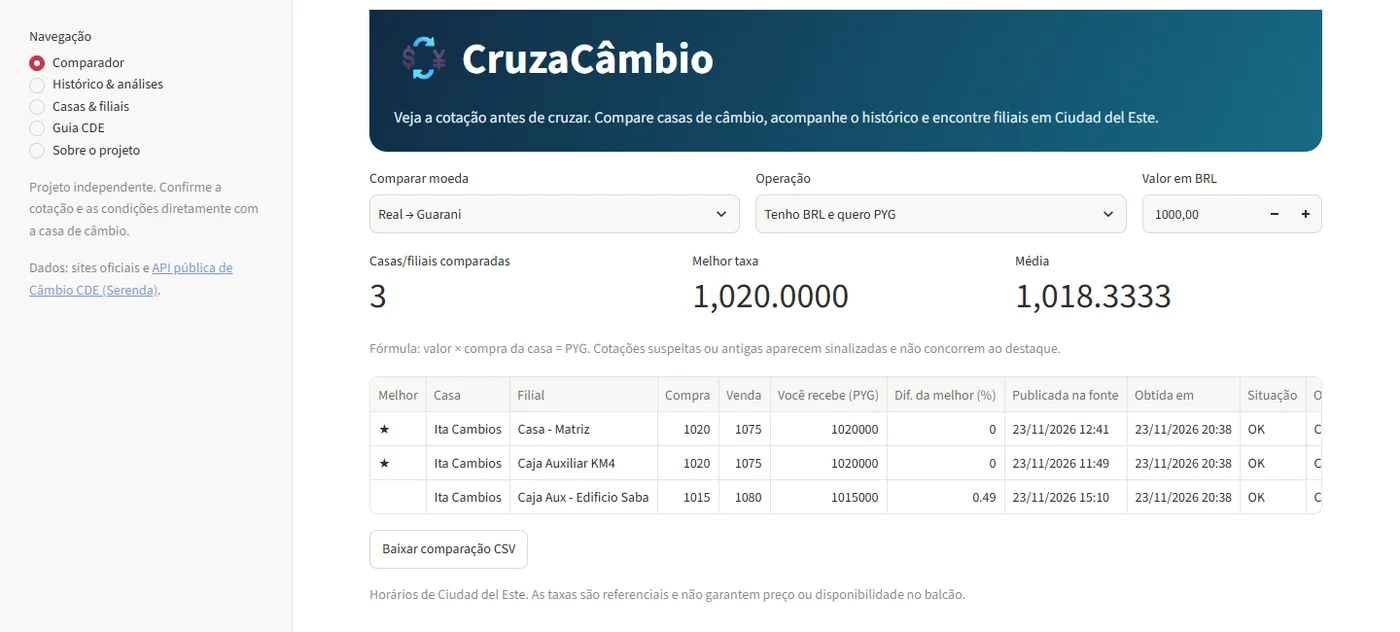 Navegação
Comparador
Histórico & análises
Casas & filiais
Guia CDE
Sobre o projeto
Projeto independente. Confirme a
cotação e as condições diretamente com
a casa de câmbio.
Dados: sites oficiais e API pública de
Câmbio CDE (Serenda).
CruzaCâmbio
Veja a cotação antes de cruzar. Compare casas de câmbio, acompanhe o histórico e encontre filiais em Ciudad del Este.
Comparar moeda Operação Valor em BRL
Real → Guarani Tenho BRL e quero PYG 1000,00 − +
Casas/filiais comparadas Melhor taxa Média
3 1,020.0000 1,018.3333
Fórmula: valor × compra da casa = PYG. Cotações suspeitas ou antigas aparecem sinalizadas e não concorrem ao destaque.
Melhor Casa Filial Compra Venda Você recebe (PYG) Dif. da melhor (%) Publicada na fonte Obtida em Situação
★ Ita Cambios Casa - Matriz 1020 1075 1020000 0 23/11/2026 12:41 23/11/2026 20:38 OK
★ Ita Cambios Caja Auxiliar KM4 1020 1075 1020000 0 23/11/2026 11:49 23/11/2026 20:38 OK
Ita Cambios Caja Aux - Edificio Saba 1015 1080 1015000 0.49 23/11/2026 15:10 23/11/2026 20:38 OK
Baixar comparação CSV
Horários de Ciudad del Este. As taxas são referenciais e não garantem preço ou disponibilidade no balcão.